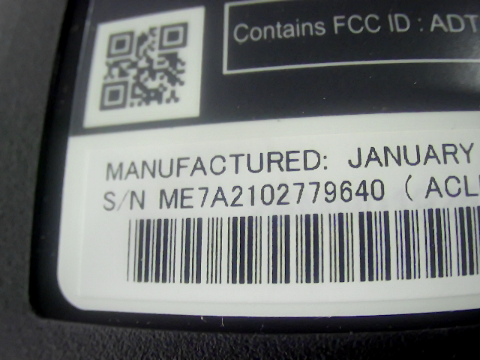 Contains FCC ID : ADT
MANUFACTURED: JANUARY
S/N ME7A2102779640 ( ACL